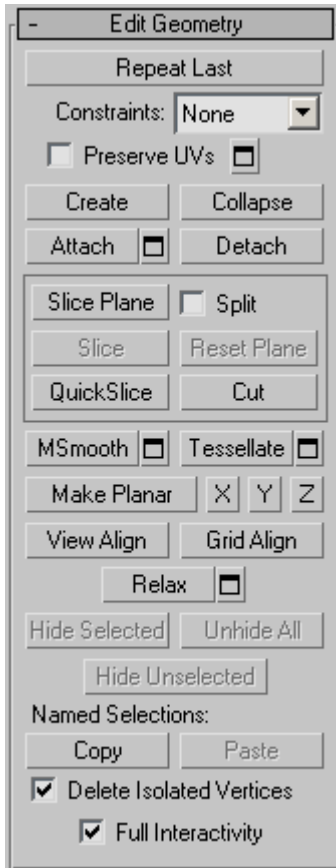 - Edit Geometry
Repeat Last
Constraints: None
Preserve UVs
Create Collapse
Attach Detach
Slice Plane Split
Slice Reset Plane
QuickSlice Cut
MSmooth Tessellate
Make Planar X Y Z
View Align Grid Align
Relax
Hide Selected Unhide All
Hide Unselected
Named Selections:
Copy Paste
Delete Isolated Vertices
Full Interactivity